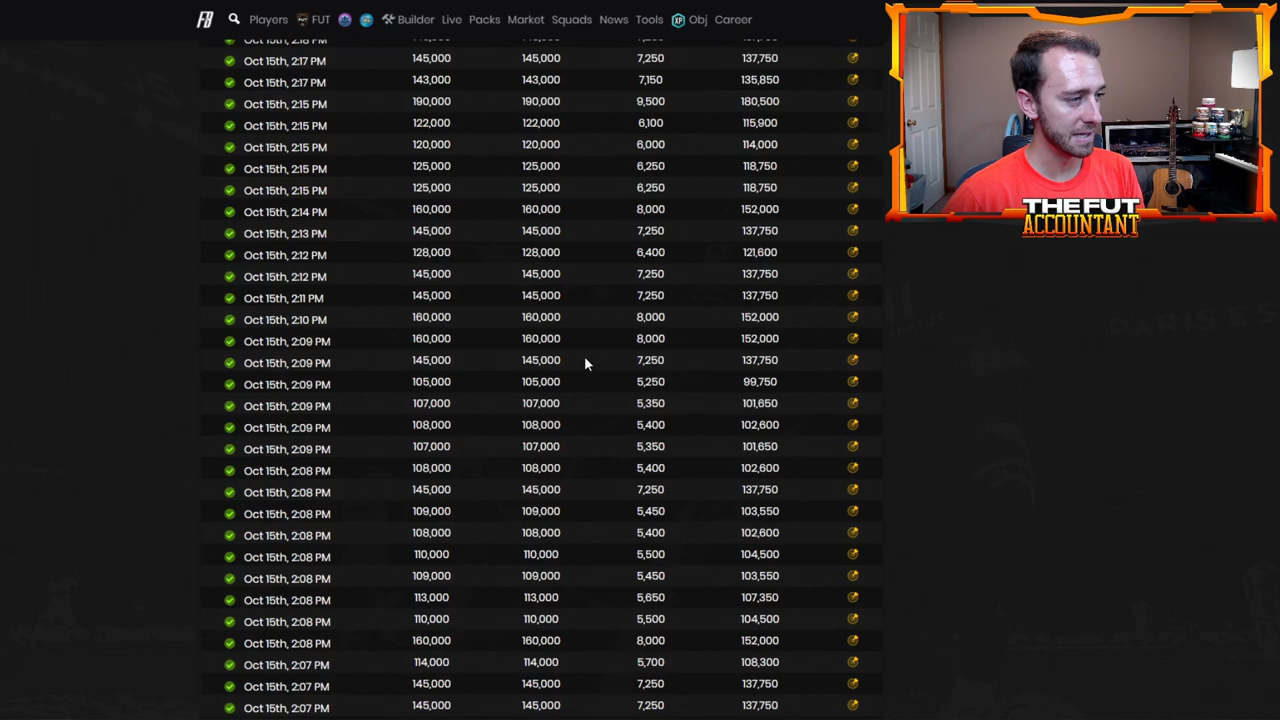 FB Players FUT Builder Live Packs Market Squads News Tools XP Obj Career
Oct 15th, 2:18 PM
Oct 15th, 2:17 PM 145,000 145,000 7,250 137,750
Oct 15th, 2:17 PM 143,000 143,000 7,150 135,850
Oct 15th, 2:15 PM 190,000 190,000 9,500 180,500
Oct 15th, 2:15 PM 122,000 122,000 6,100 115,900
Oct 15th, 2:15 PM 120,000 120,000 6,000 114,000
Oct 15th, 2:15 PM 125,000 125,000 6,250 118,750
Oct 15th, 2:15 PM 125,000 125,000 6,250 118,750
Oct 15th, 2:14 PM 160,000 160,000 8,000 152,000
Oct 15th, 2:13 PM 145,000 145,000 7,250 137,750
Oct 15th, 2:12 PM 128,000 128,000 6,400 121,600
Oct 15th, 2:12 PM 145,000 145,000 7,250 137,750
Oct 15th, 2:11 PM 145,000 145,000 7,250 137,750
Oct 15th, 2:10 PM 160,000 160,000 8,000 152,000
Oct 15th, 2:09 PM 160,000 160,000 8,000 152,000
Oct 15th, 2:09 PM 145,000 145,000 7,250 137,750
Oct 15th, 2:09 PM 105,000 105,000 5,250 99,750
Oct 15th, 2:09 PM 107,000 107,000 5,350 101,650
Oct 15th, 2:09 PM 108,000 108,000 5,400 102,600
Oct 15th, 2:09 PM 107,000 107,000 5,350 101,650
Oct 15th, 2:08 PM 108,000 108,000 5,400 102,600
Oct 15th, 2:08 PM 145,000 145,000 7,250 137,750
Oct 15th, 2:08 PM 109,000 109,000 5,450 103,550
Oct 15th, 2:08 PM 108,000 108,000 5,400 102,600
Oct 15th, 2:08 PM 110,000 110,000 5,500 104,500
Oct 15th, 2:08 PM 109,000 109,000 5,450 103,550
Oct 15th, 2:08 PM 113,000 113,000 5,650 107,350
Oct 15th, 2:08 PM 110,000 110,000 5,500 104,500
Oct 15th, 2:08 PM 160,000 160,000 8,000 152,000
Oct 15th, 2:07 PM 114,000 114,000 5,700 108,300
Oct 15th, 2:07 PM 145,000 145,000 7,250 137,750
Oct 15th, 2:07 PM 145,000 145,000 7,250 137,750
THE FUT
ACCOUNTANT